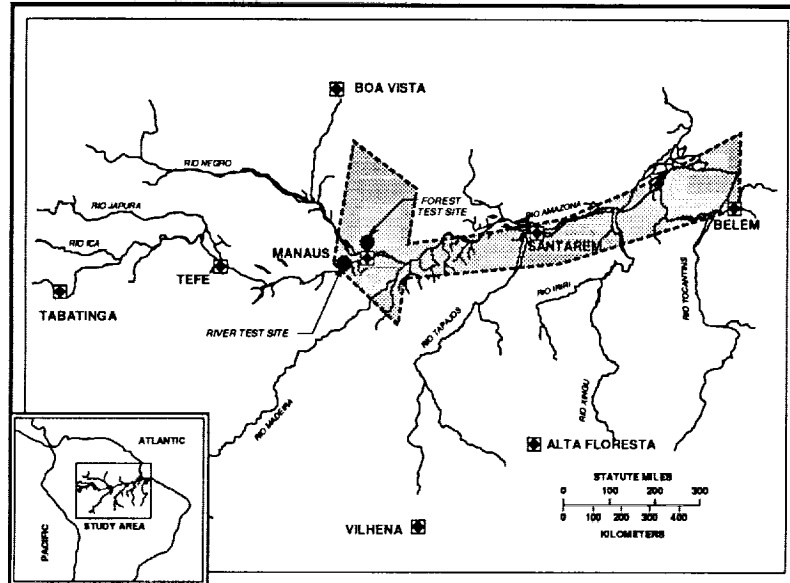 BOA VISTA
RIO NEGRO
RIO JAPURA
FOREST
TEST SITE
RIO AMAZONA
RIO ICA
MANAUS
SANTAREM
BELEM
TEFE
TABATINGA
RIVER TEST SITE
RIO TAPAJOS
RIO IRIRI
RIO TOCANTINS
RIO MADEIRA
RIO XINGU
ALTA FLORESTA
ATLANTIC
STATUTE MILES
0 100 200 300
0 100 200 300 400
KILOMETERS
STUDY AREA
PACIFIC
VILHENA